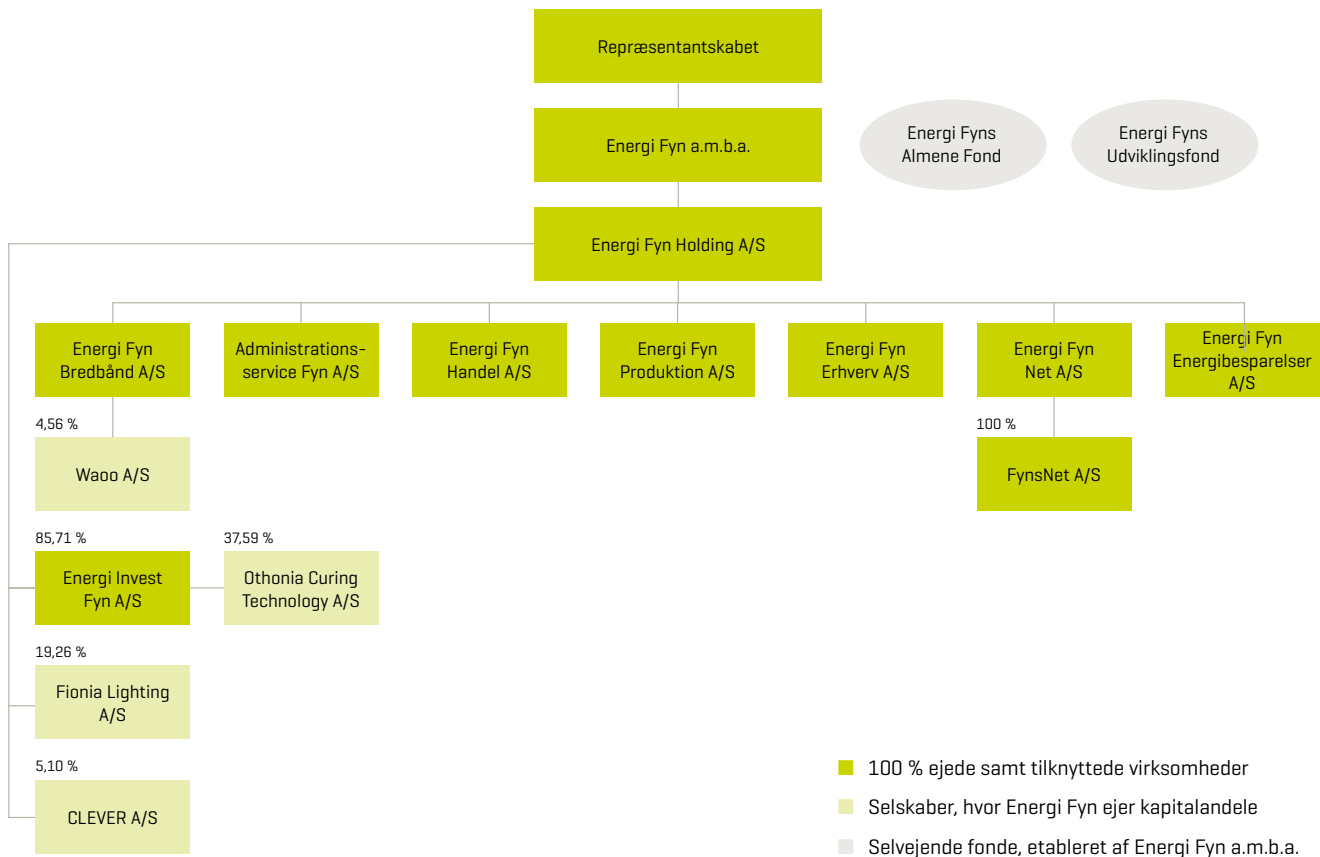 Repræsentantskabet
Energi Fyn a.m.b.a.
Energi Fyns
Almene Fond
Energi Fyns
Udviklingsfond
Energi Fyn Holding A/S
Energi Fyn
Bredbånd A/S
Administrations-
service Fyn A/S
Energi Fyn
Handel A/S
Energi Fyn
Produktion A/S
Energi Fyn
Erhverv A/S
Energi Fyn
Net A/S
Energi Fyn
Energibesparelser
A/S
4,56 %
Waoo A/S
100 %
FynsNet A/S
85,71 %
Energi Invest
Fyn A/S
37,59 %
Othonia Curing
Technology A/S
19,26 %
Fionia Lighting
A/S
5,10 %
CLEVER A/S
100 % ejede samt tilknyttede virksomheder
Selskaber, hvor Energi Fyn ejer kapitalandele
Selvejende fonde, etableret af Energi Fyn a.m.b.a.